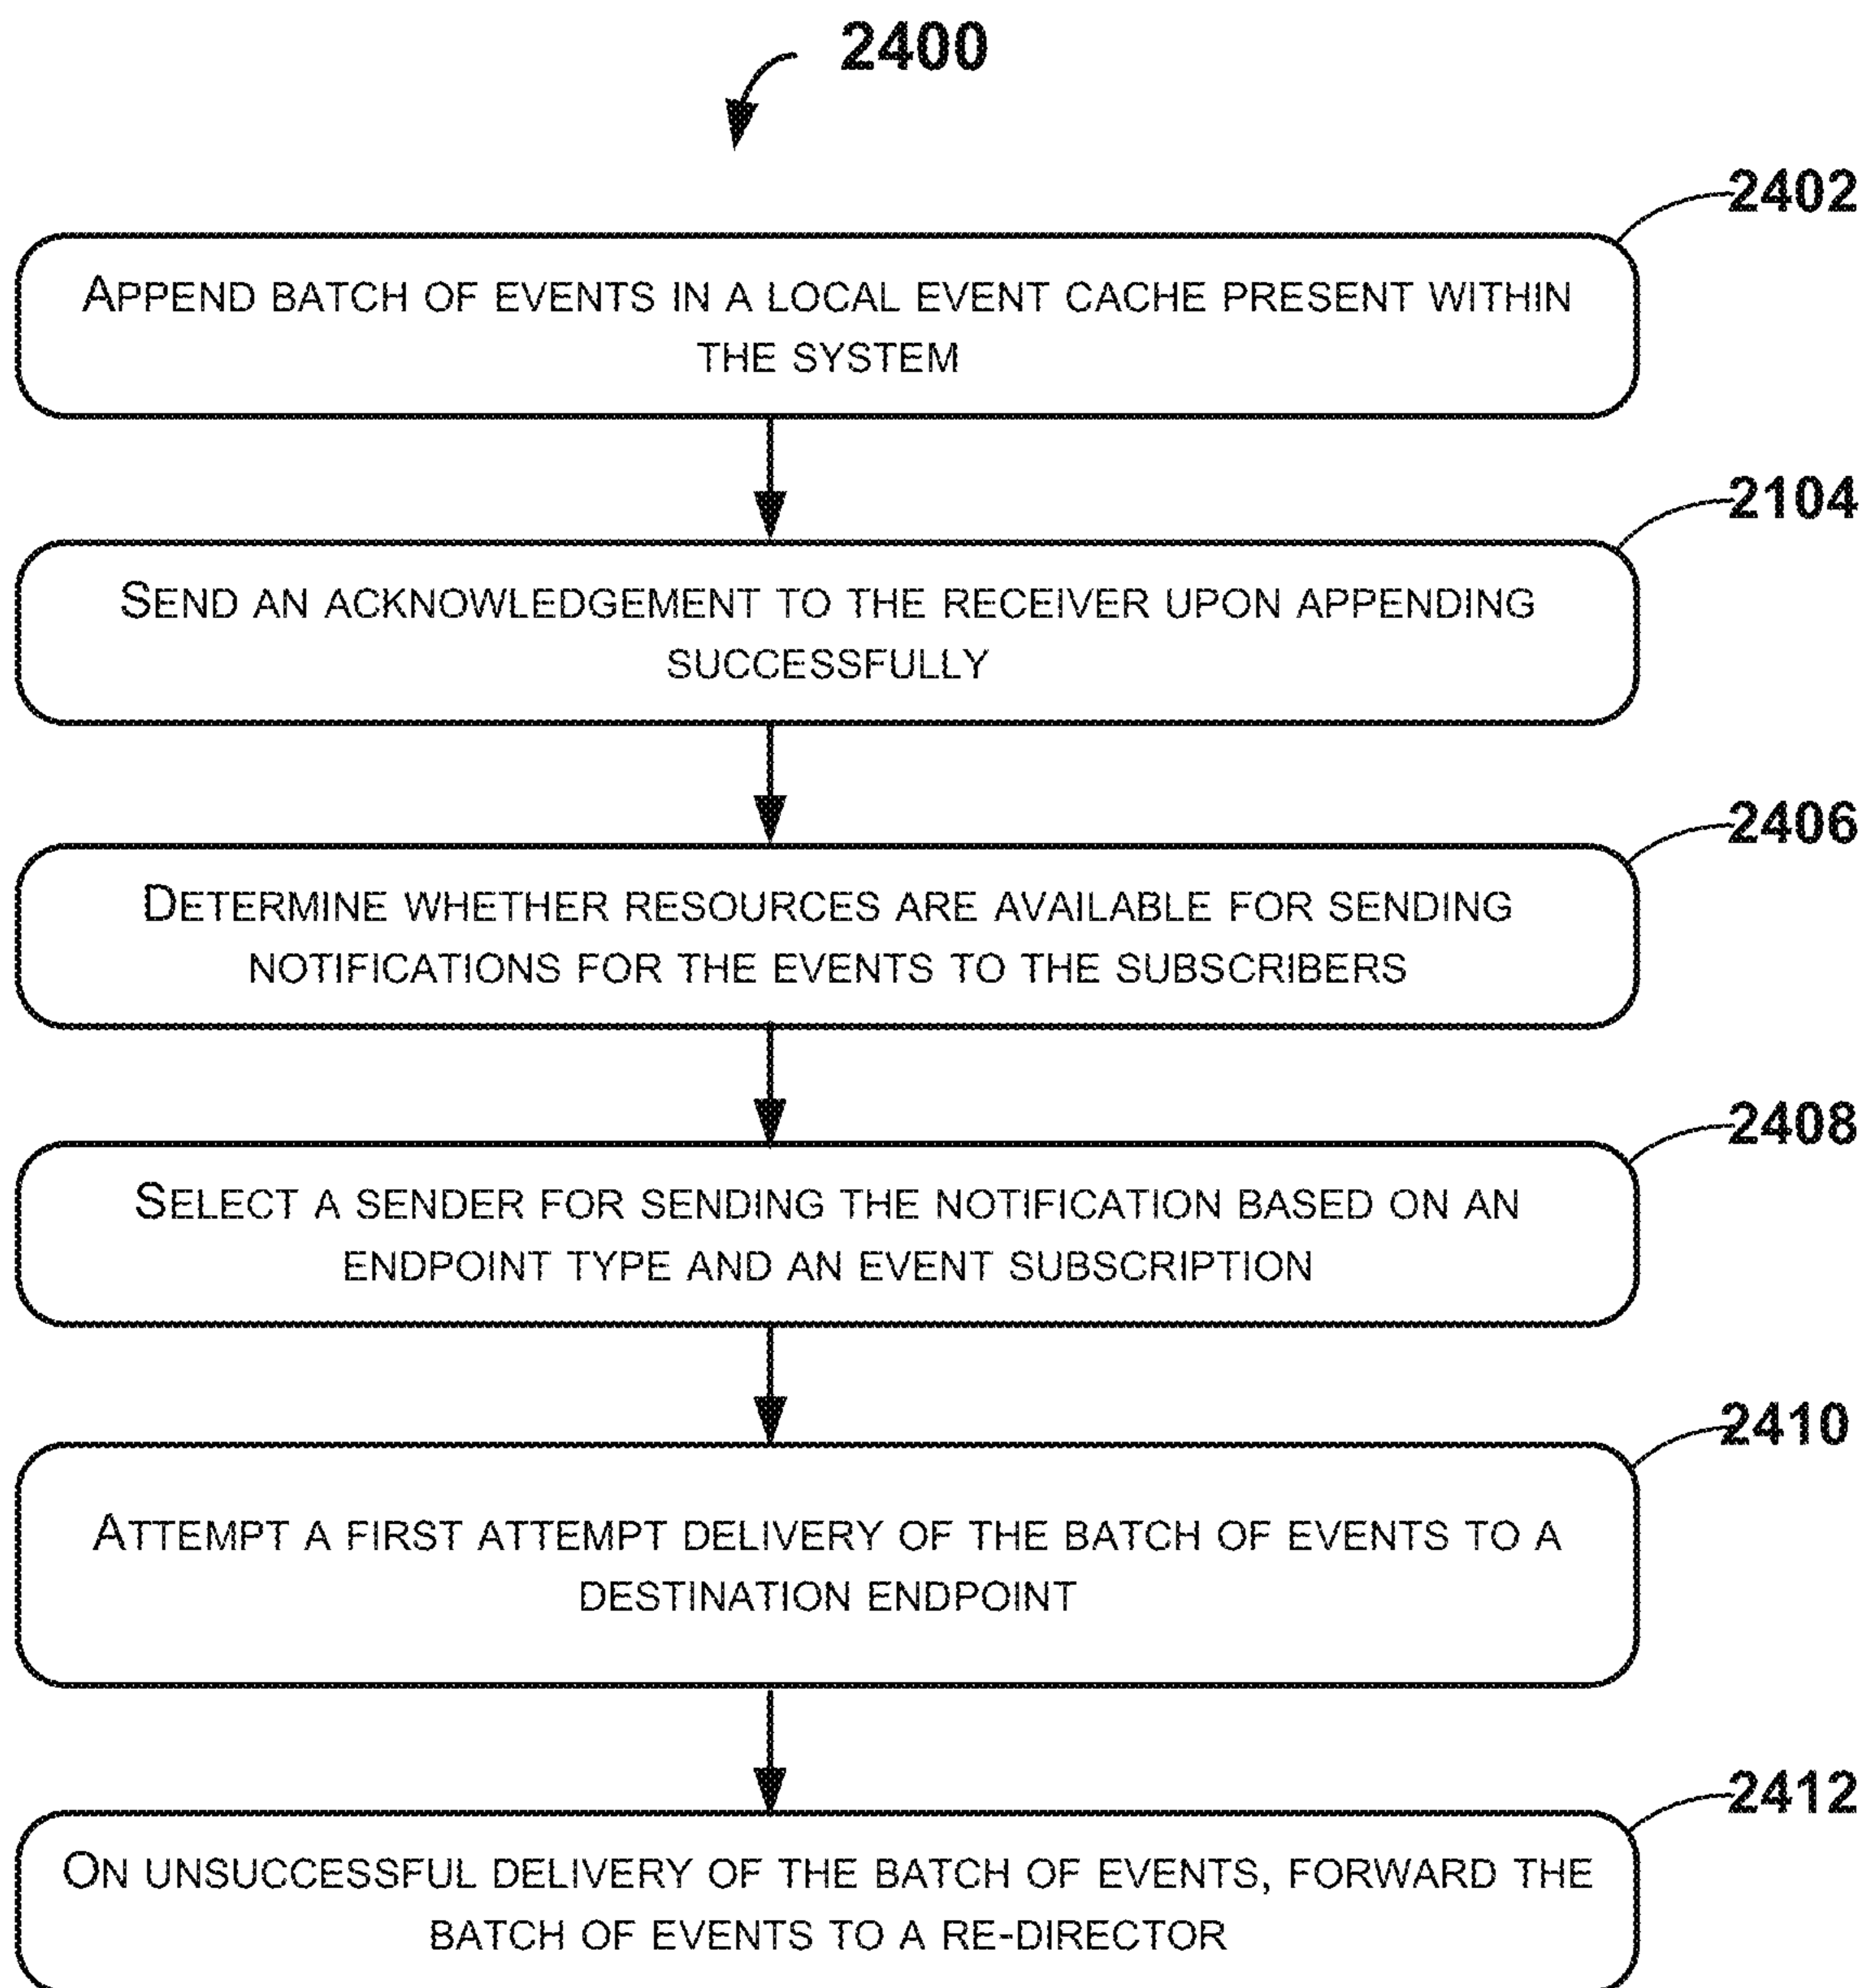 2400
2402
APPEND BATCH OF EVENTS IN A LOCAL EVENT CACHE PRESENT WITHIN
THE SYSTEM
2104
SEND AN ACKNOWLEDGEMENT TO THE RECEIVER UPON APPENDING
SUCCESSFULLY
2406
DETERMINE WHETHER RESOURCES ARE AVAILABLE FOR SENDING
NOTIFICATIONS FOR THE EVENTS TO THE SUBSCRIBERS
2408
SELECT A SENDER FOR SENDING THE NOTIFICATION BASED ON AN
ENDPOINT TYPE AND AN EVENT SUBSCRIPTION
2410
ATTEMPT A FIRST ATTEMPT DELIVERY OF THE BATCH OF EVENTS TO A
DESTINATION ENDPOINT
2412
ON UNSUCCESSFUL DELIVERY OF THE BATCH OF EVENTS, FORWARD THE
BATCH OF EVENTS TO A RE-DIRECTOR